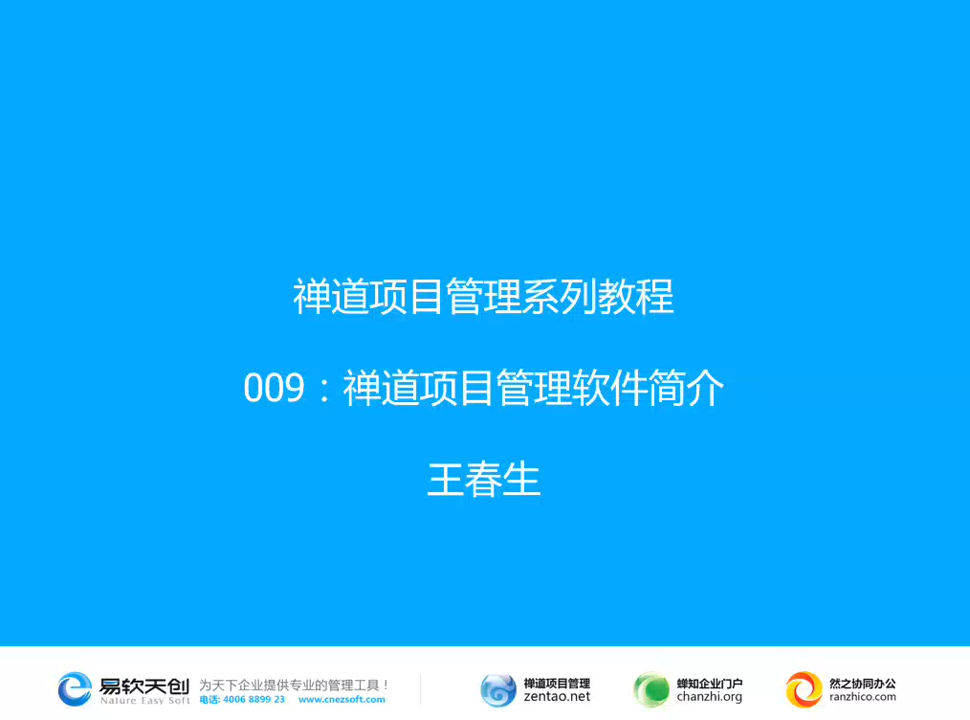 禅道项目管理系列教程
009：禅道项目管理软件简介
王春生
易软天创
Nature Easy Soft
为天下企业提供专业的管理工具！
电话: 4006 8899 23 www.cnezsoft.com
禅道项目管理
zentao.net
蝉知企业门户
chanzhi.org
然之协同办公
ranzhico.com